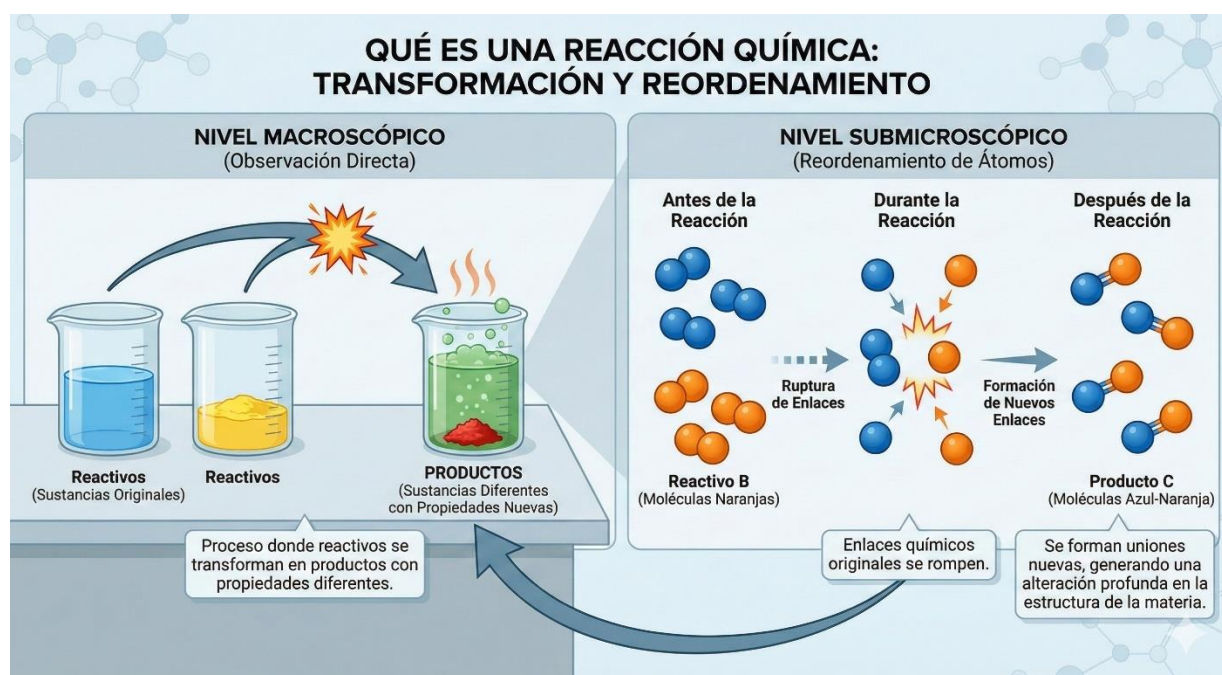 QUÉ ES UNA REACCIÓN QUÍMICA:
TRANSFORMACIÓN Y REORDENAMIENTO
NIVEL MACROSCÓPICO
(Observación Directa)
Reactivos
(Sustancias Originales)
Reactivos
PRODUCTOS
(Sustancias Diferentes
con Propiedades Nuevas)
Proceso donde reactivos se
transforman en productos con
propiedades diferentes.
NIVEL SUBMICROSCÓPICO
(Reordenamiento de Átomos)
Antes de la
Reacción
Durante la
Reacción
Después de la
Reacción
Ruptura
de Enlaces
Formación
de Nuevos
Enlaces
Reactivo B
(Moléculas Naranjas)
Producto C
(Moléculas Azul-Naranja)
Enlaces químicos
originales se rompen.
Se forman uniones
nuevas, generando una
alteración profunda en la
estructura de la materia.